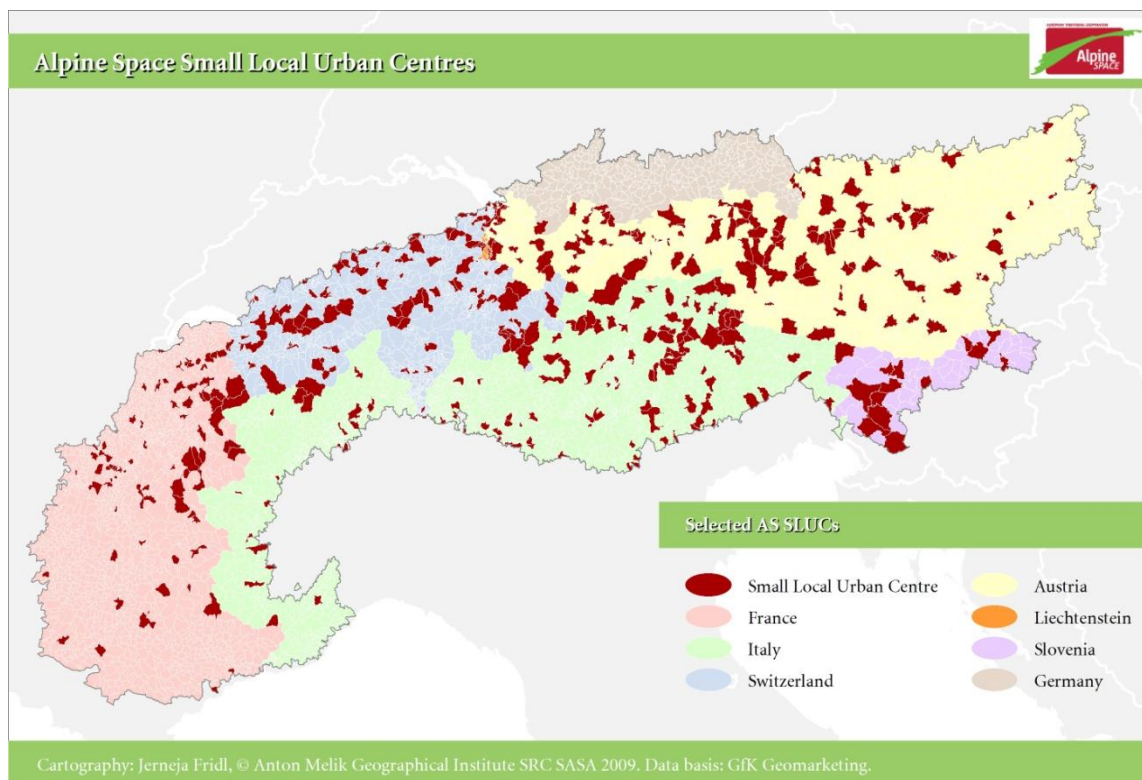 Alpine Space Small Local Urban Centres
Alpine
SPACE
Selected AS SLUCs
Small Local Urban Centre
France
Italy
Switzerland
Austria
Liechtenstein
Slovenia
Germany
Cartography: Jerneja Fridl, © Anton Melik Geographical Institute SRC SASA 2009. Data basis: GfK Geomarketing.